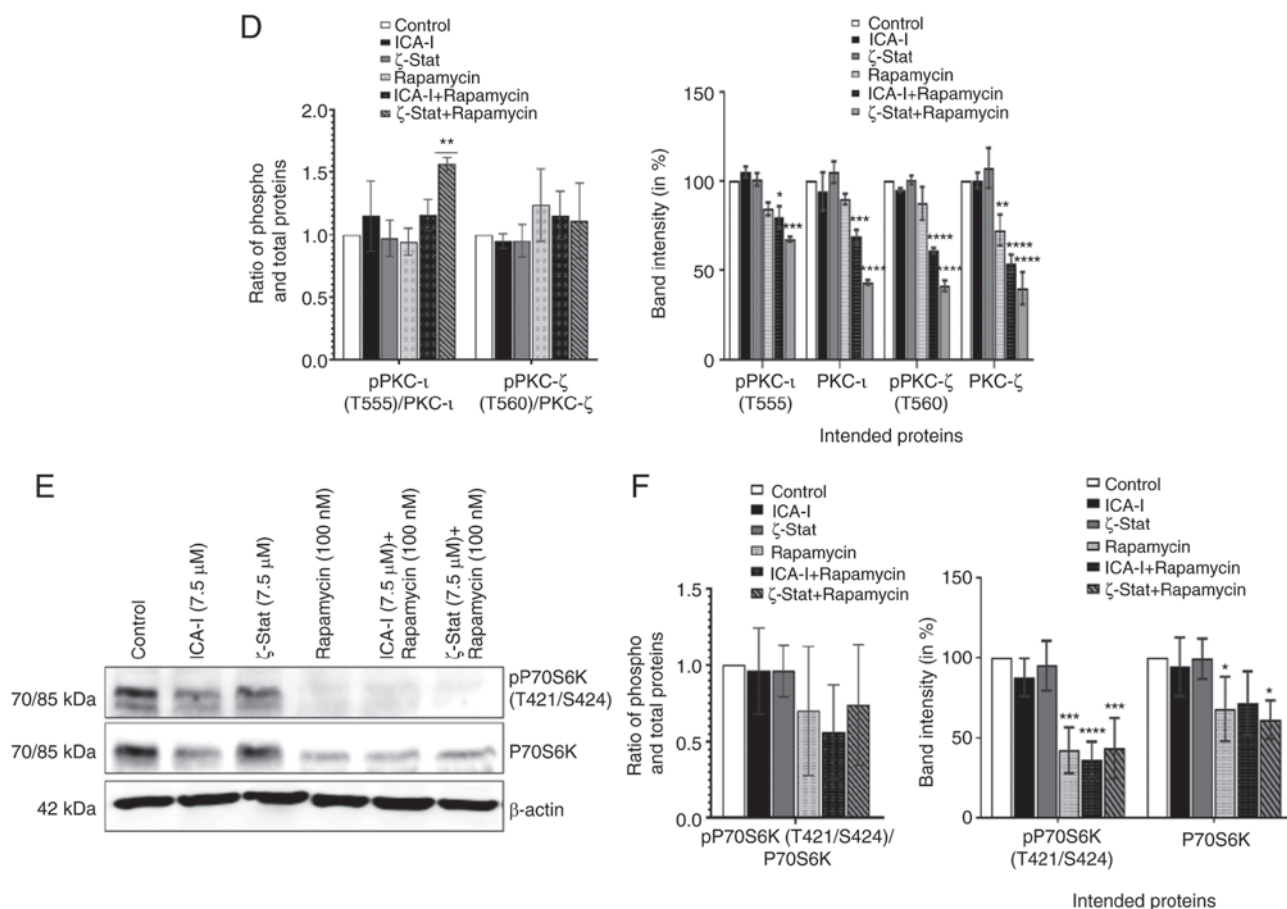 D
Control
ICA-I
ζ-Stat
Rapamycin
ICA-I+Rapamycin
ζ-Stat+Rapamycin
Ratio of phospho
and total proteins
2.0
1.5
1.0
0.5
0.0
**
pPKC-ι
(T555)/PKC-ι
pPKC-ζ
(T560)/PKC-ζ
Control
ICA-I
ζ-Stat
Rapamycin
ICA-I+Rapamycin
ζ-Stat+Rapamycin
Band intensity (in %)
150
100
50
0
*
***
***
****
****
****
**
****
****
pPKC-ι
(T555)
PKC-ι
pPKC-ζ
(T560)
PKC-ζ
Intended proteins
E
Control
ICA-I (7.5 μM)
ζ-Stat (7.5 μM)
Rapamycin (100 nM)
ICA-I (7.5 μM)+
Rapamycin (100 nM)
ζ-Stat (7.5 μM)+
Rapamycin (100 nM)
70/85 kDa
pP70S6K
(T421/S424)
70/85 kDa
P70S6K
42 kDa
β-actin
F
Control
ICA-I
ζ-Stat
Rapamycin
ICA-I+Rapamycin
ζ-Stat+Rapamycin
Ratio of phospho
and total proteins
1.5
1.0
0.5
0.0
pP70S6K (T421/S424)/
P70S6K
Control
ICA-I
ζ-Stat
Rapamycin
ICA-I+Rapamycin
ζ-Stat+Rapamycin
Band intensity (in %)
150
100
50
0
***
****
***
*
*
pP70S6K
(T421/S424)
P70S6K
Intended proteins